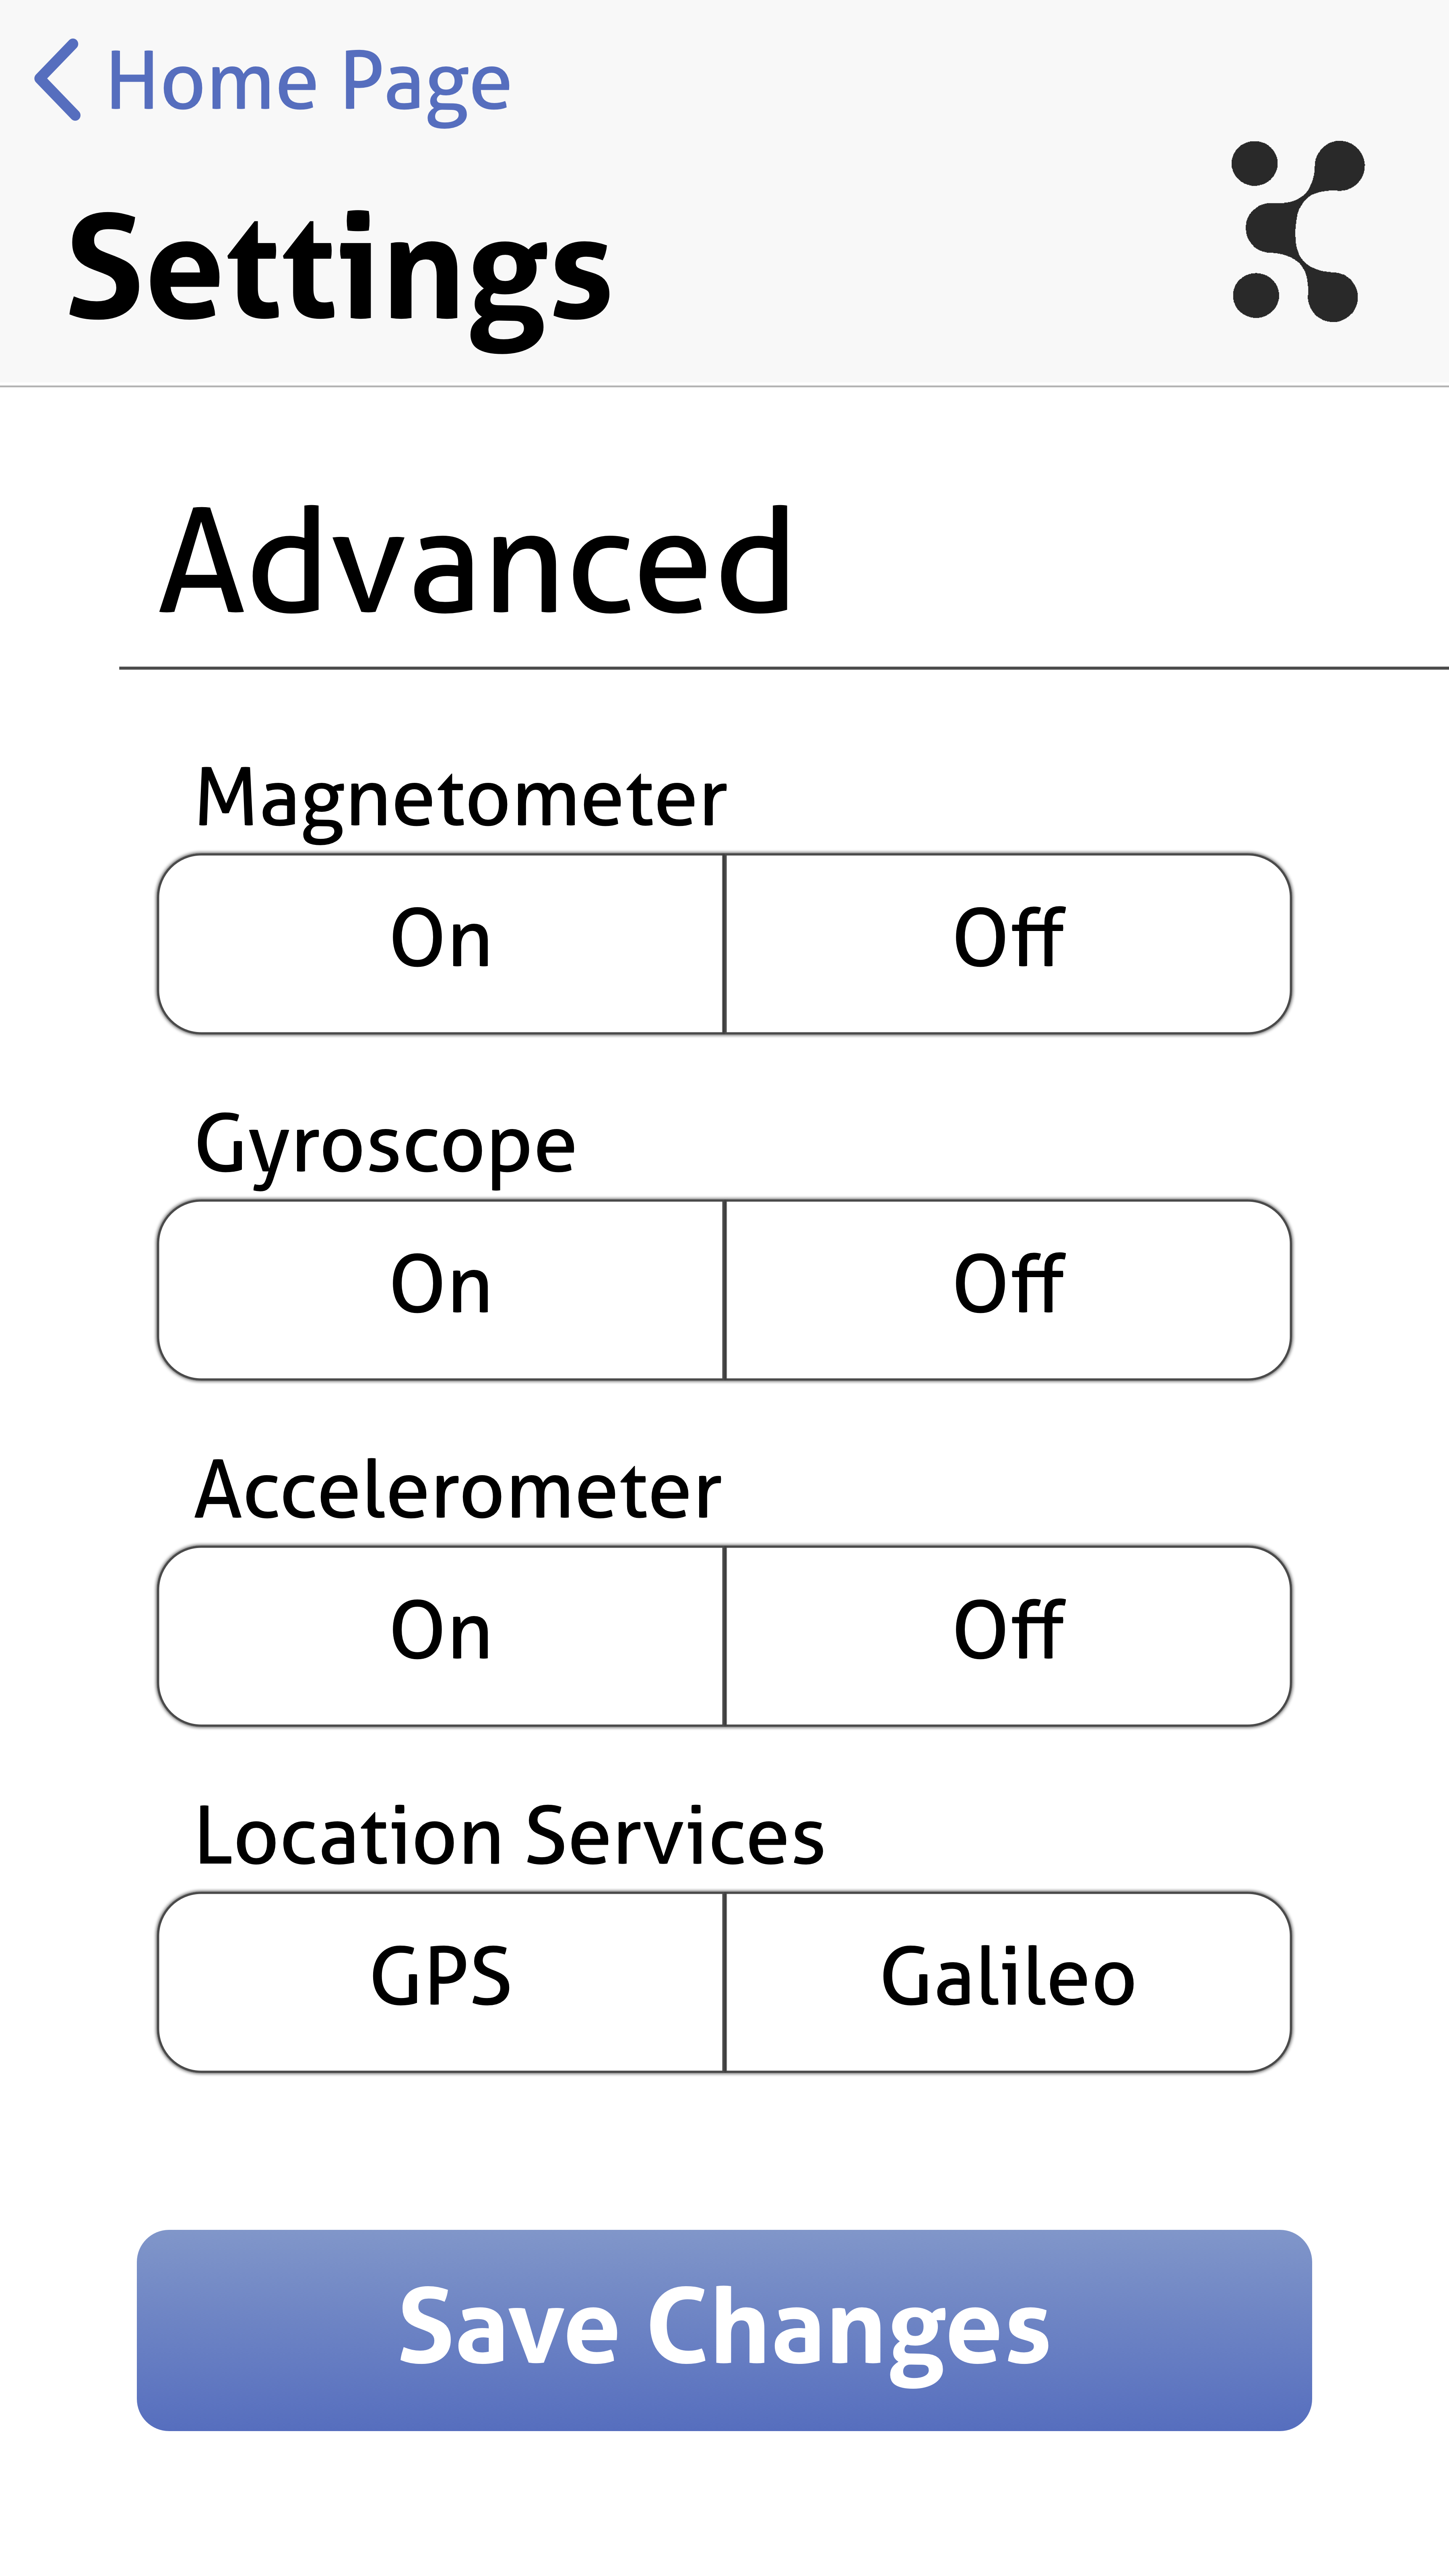 Home Page
Settings
Advanced
Magnetometer
On Off
Gyroscope
On Off
Accelerometer
On Off
Location Services
GPS Galileo
Save Changes